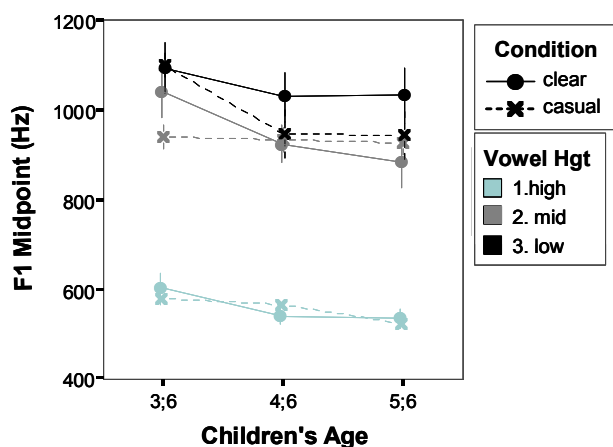 1200
1000
800
600
400
F1 Midpoint (Hz)
3;6 4;6 5;6
Children's Age
Condition
clear
casual
Vowel Hgt
1.high
2. mid
3. low